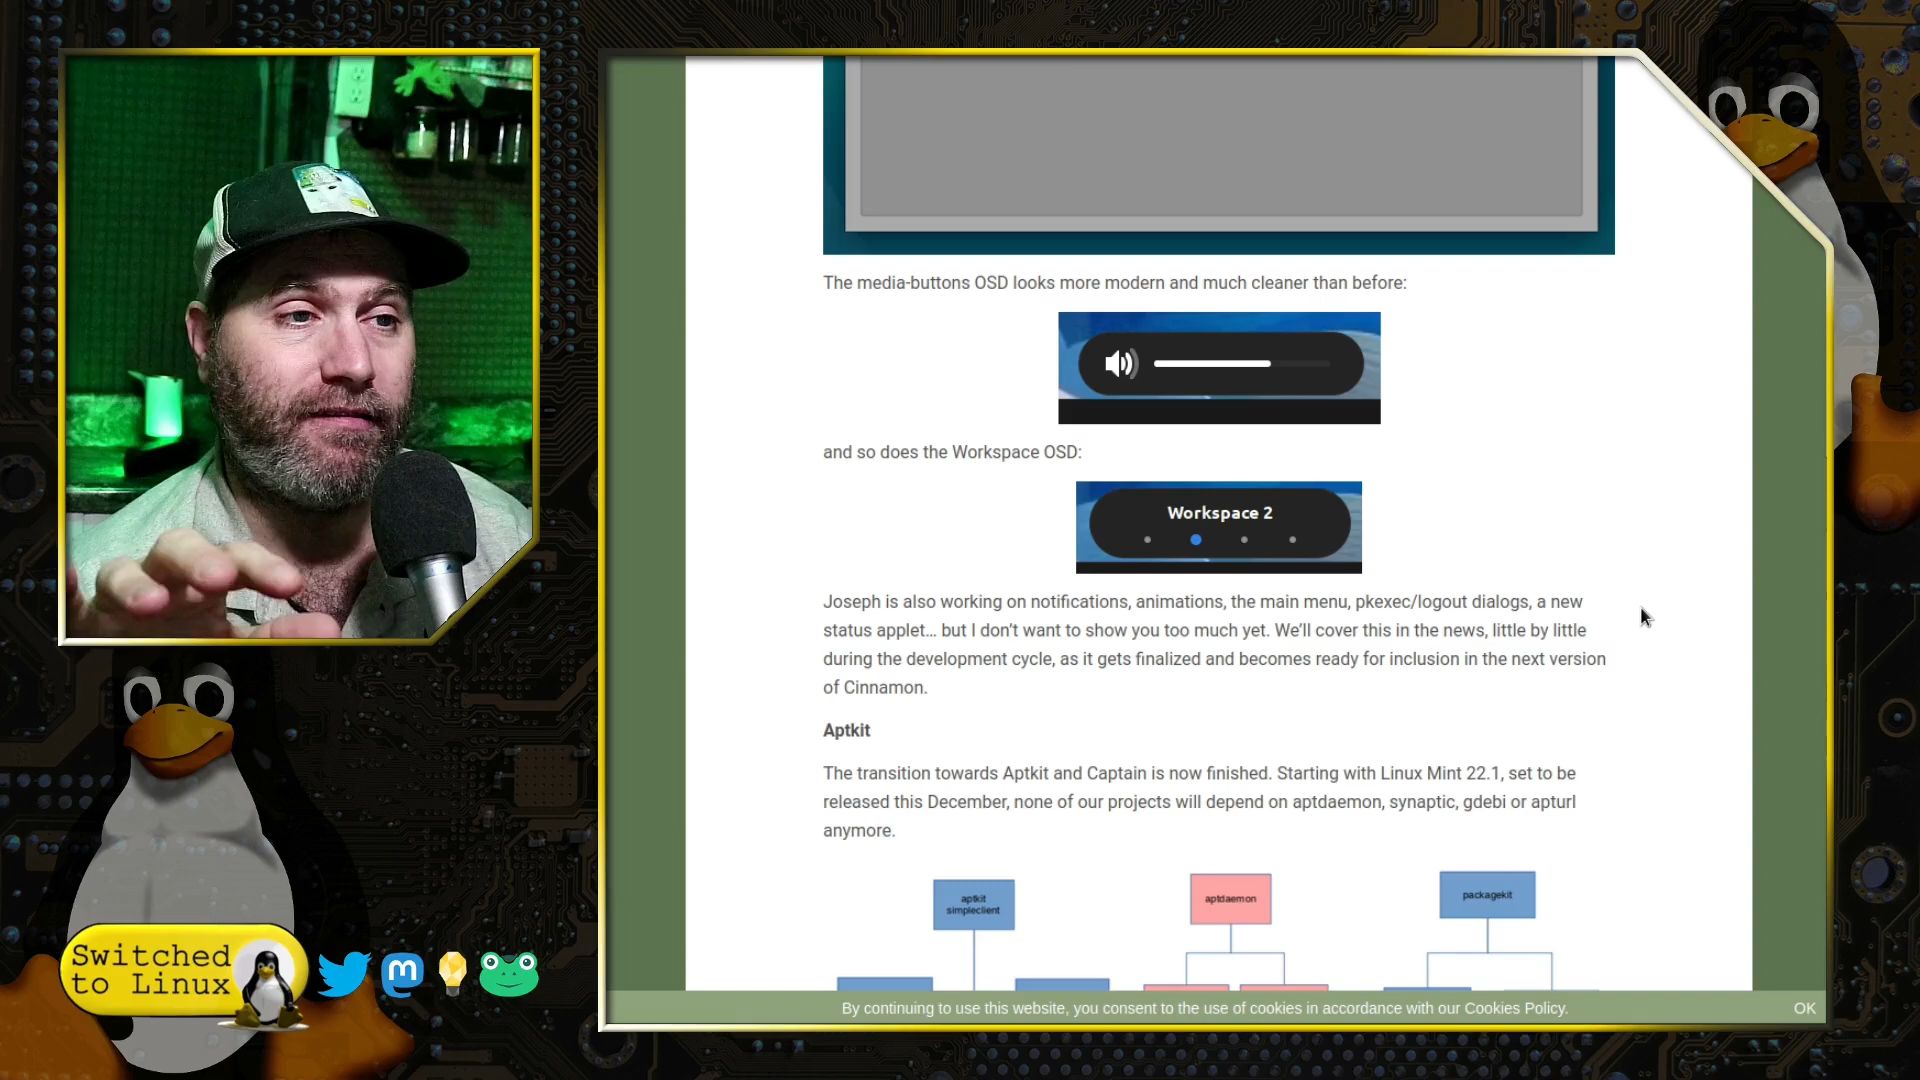 The media-buttons OSD looks more modern and much cleaner than before:
and so does the Workspace OSD:
Workspace 2
Joseph is also working on notifications, animations, the main menu, pkexec/logout dialogs, a new
status applet… but I don't want to show you too much yet. We'll cover this in the news, little by little
during the development cycle, as it gets finalized and becomes ready for inclusion in the next version
of Cinnamon.
Aptkit
The transition towards Aptkit and Captain is now finished. Starting with Linux Mint 22.1, set to be
released this December, none of our projects will depend on aptdaemon, synaptic, gdebi or apturl
anymore.
aptkit
simpleclient
aptdaemon
packagekit
By continuing to use this website, you consent to the use of cookies in accordance with our Cookies Policy.
OK
Switched
to Linux